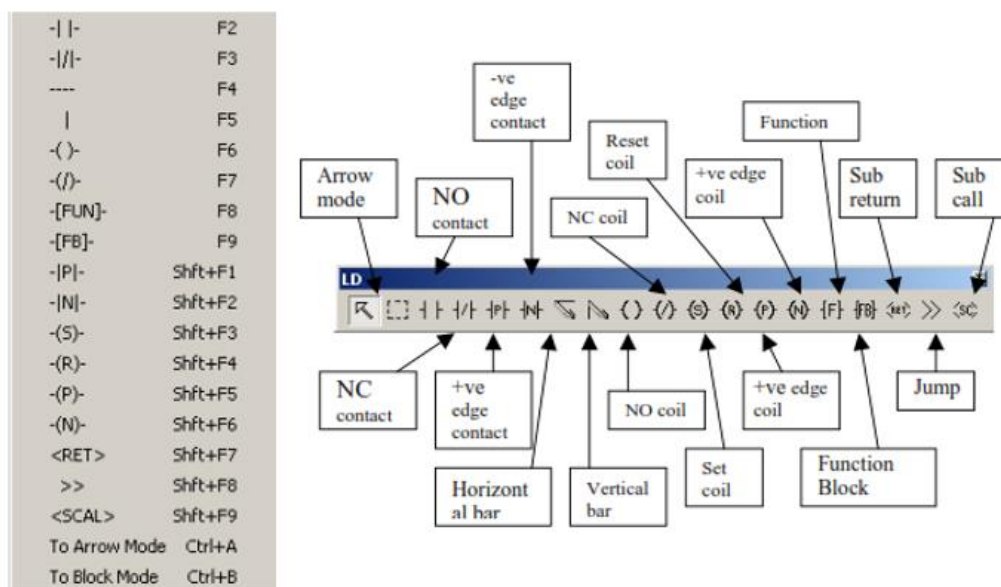 -| |- F2
-|/|- F3
---- F4
| F5
-( )- F6
-(/)- F7
-[FUN]- F8
-[FB]- F9
-|P|- Shft+F1
-|N|- Shft+F2
-(S)- Shft+F3
-(R)- Shft+F4
-(P)- Shft+F5
-(N)- Shft+F6
<RET> Shft+F7
>> Shft+F8
<SCAL> Shft+F9
To Arrow Mode Ctrl+A
To Block Mode Ctrl+B
-ve
edge
contact
Reset
coil
Function
Arrow
mode
NO
contact
NC coil
+ve edge
coil
Sub
return
Sub
call
LD
┤├ ┤/├ ┤P├ ┤N├ ( ) (/) (S) (R) (P) (N) [F] [FB] (RET) >> (SC)
NC
contact
+ve
edge
contact
NO coil
+ve edge
coil
Jump
Horizont
al bar
Vertical
bar
Set
coil
Function
Block